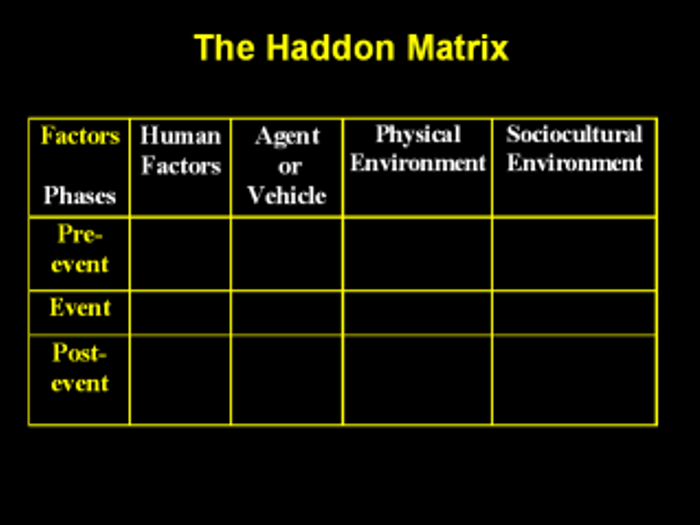 The Haddon Matrix
Factors
Phases
Human
Factors
Agent
or
Vehicle
Physical
Environment
Sociocultural
Environment
Pre-
event
Event
Post-
event